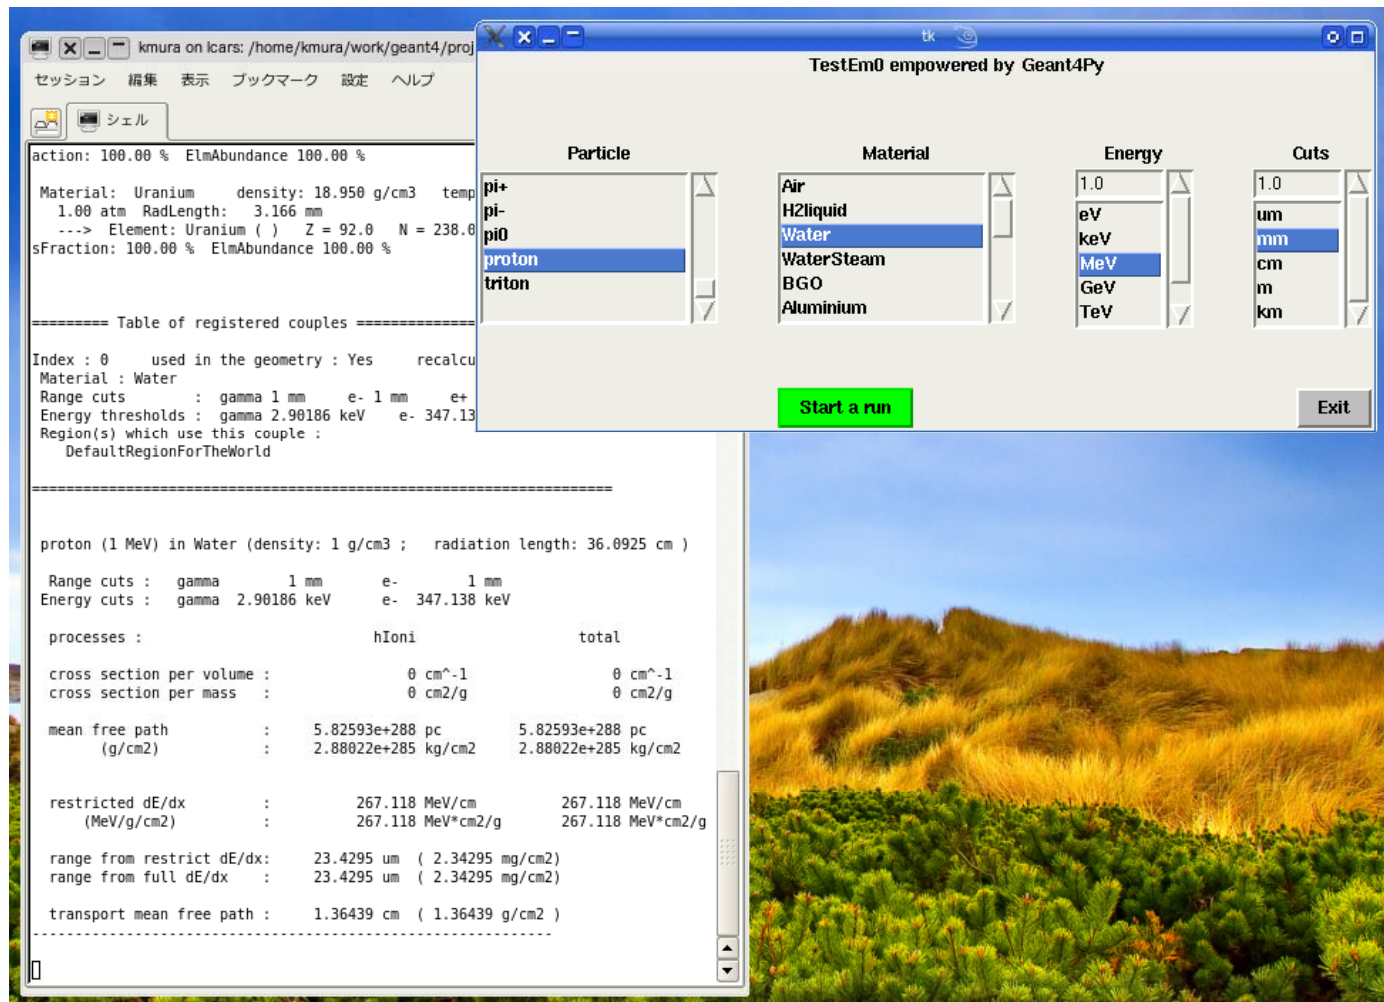 kmura on lcars: /home/kmura/work/geant4/proj
セッション 編集 表示 ブックマーク 設定 ヘルプ
シェル
action: 100.00 % ElmAbundance 100.00 %
Material: Uranium density: 18.950 g/cm3 temp
1.00 atm RadLength: 3.166 mm
---> Element: Uranium ( ) Z = 92.0 N = 238.0
sFraction: 100.00 % ElmAbundance 100.00 %
========= Table of registered couples ==============
Index : 0 used in the geometry : Yes recalcu
Material : Water
Range cuts : gamma 1 mm e- 1 mm e+
Energy thresholds : gamma 2.90186 keV e- 347.13
Region(s) which use this couple :
DefaultRegionForTheWorld
====================================================================
proton (1 MeV) in Water (density: 1 g/cm3 ; radiation length: 36.0925 cm )
Range cuts : gamma 1 mm e- 1 mm
Energy cuts : gamma 2.90186 keV e- 347.138 keV
processes : hIoni total
cross section per volume : 0 cm^-1 0 cm^-1
cross section per mass : 0 cm2/g 0 cm2/g
mean free path : 5.82593e+288 pc 5.82593e+288 pc
(g/cm2) : 2.88022e+285 kg/cm2 2.88022e+285 kg/cm2
restricted dE/dx : 267.118 MeV/cm 267.118 MeV/cm
(MeV/g/cm2) : 267.118 MeV*cm2/g 267.118 MeV*cm2/g
range from restrict dE/dx: 23.4295 um ( 2.34295 mg/cm2)
range from full dE/dx : 23.4295 um ( 2.34295 mg/cm2)
transport mean free path : 1.36439 cm ( 1.36439 g/cm2 )
-------------------------------------------------------------
tk
TestEm0 empowered by Geant4Py
Particle
pi+
pi-
pi0
proton
triton
Material
Air
H2liquid
Water
WaterSteam
BGO
Aluminium
Energy
1.0
eV
keV
MeV
GeV
TeV
Cuts
1.0
um
mm
cm
m
km
Start a run
Exit